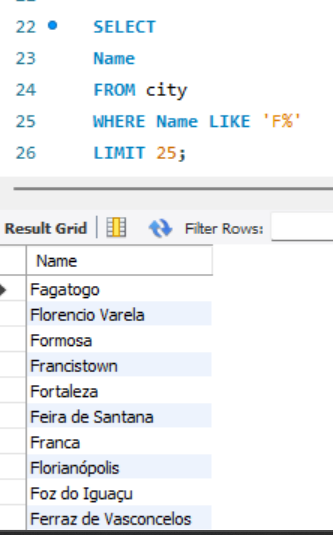 22 SELECT
23 Name
24 FROM city
25 WHERE Name LIKE 'F%'
26 LIMIT 25;
Result Grid Filter Rows:
Name
Fagatogo
Florencio Varela
Formosa
Francistown
Fortaleza
Feira de Santana
Franca
Florianópolis
Foz do Iguaçu
Ferraz de Vasconcelos